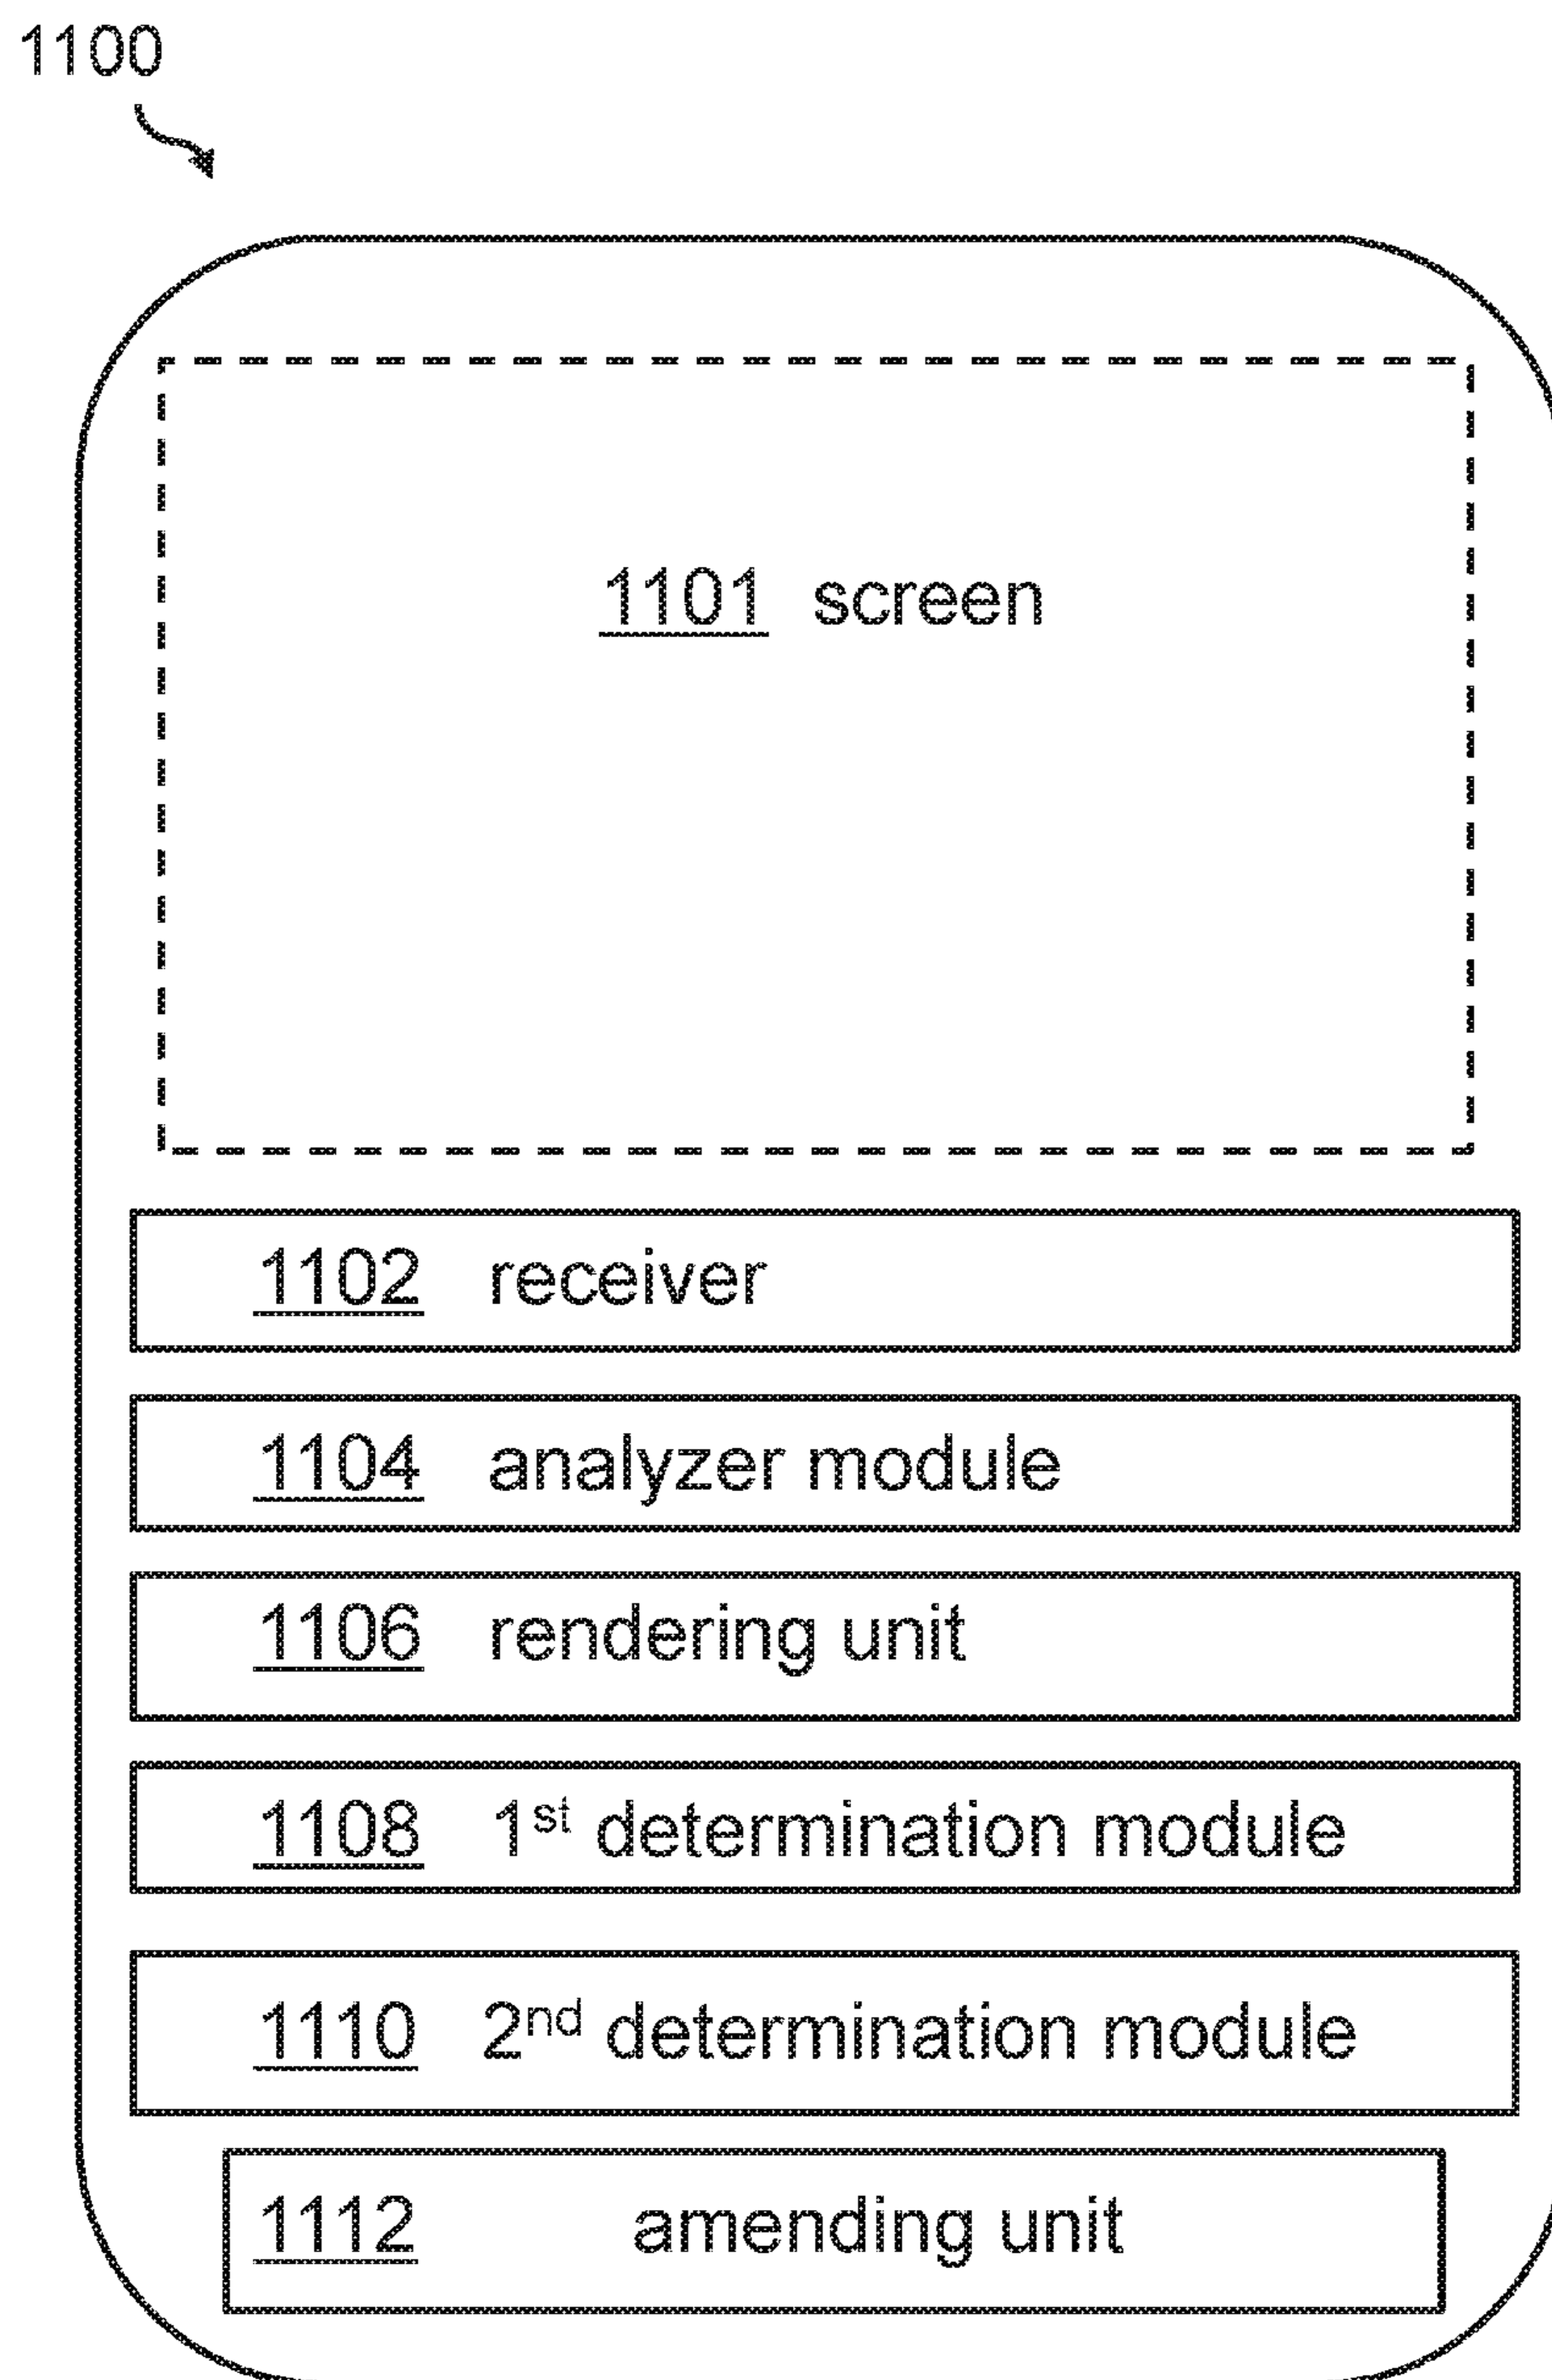 1100
1101 screen
1102 receiver
1104 analyzer module
1106 rendering unit
1108 1st determination module
1110 2nd determination module
1112 amending unit